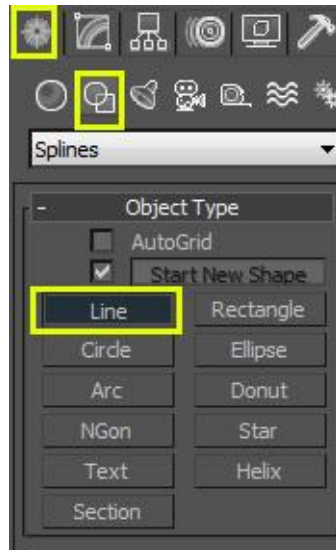 Splines
- Object Type
AutoGrid
Start New Shape
Line Rectangle
Circle Ellipse
Arc Donut
NGon Star
Text Helix
Section